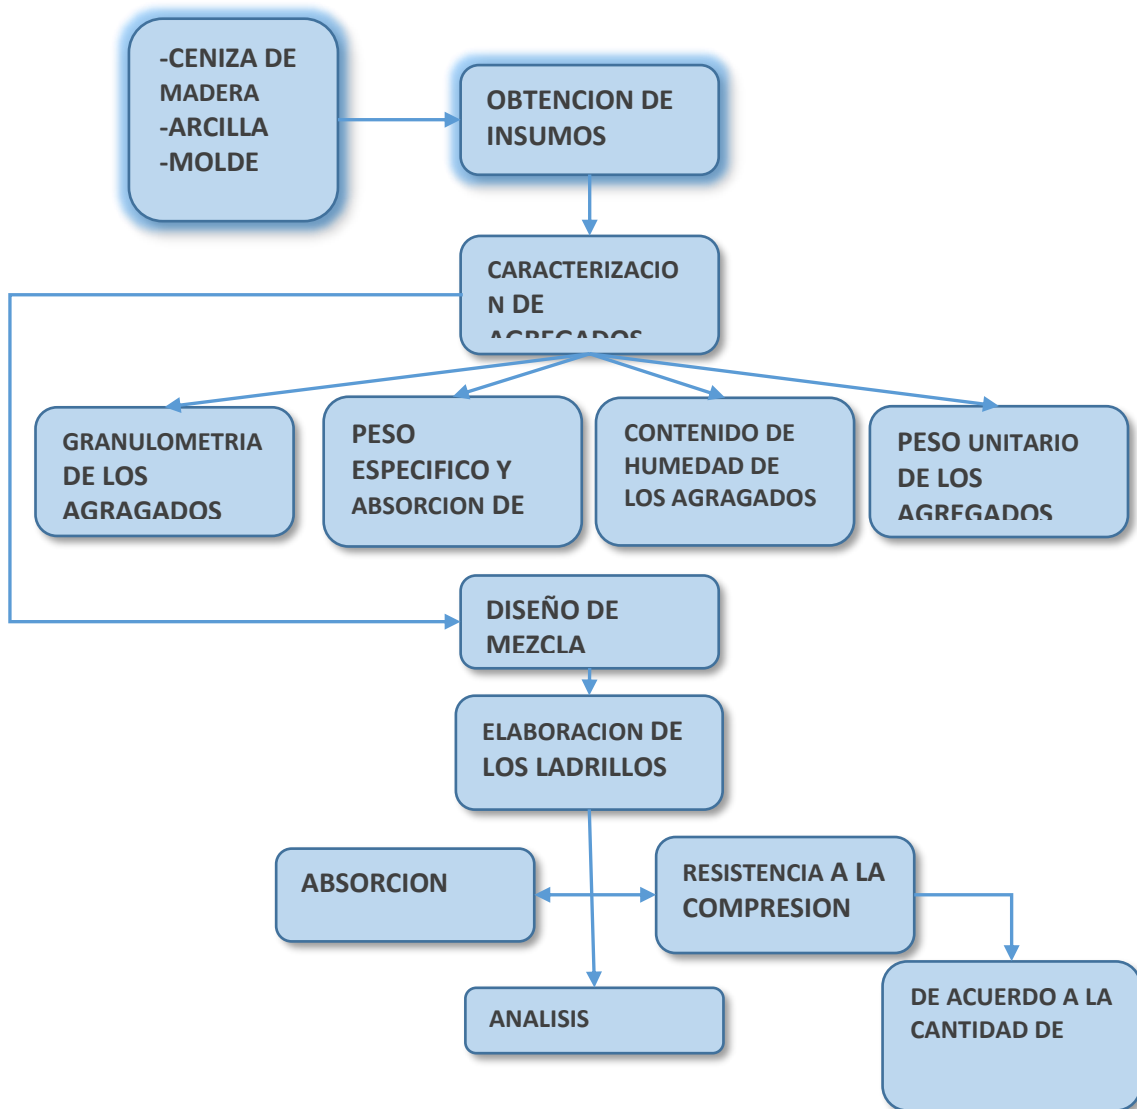 -CENIZA DE
MADERA
-ARCILLA
-MOLDE
OBTENCION DE
INSUMOS
CARACTERIZACIO
N DE
AGREGADOS
GRANULOMETRIA
DE LOS
AGRAGADOS
PESO
ESPECIFICO Y
ABSORCION DE
CONTENIDO DE
HUMEDAD DE
LOS AGRAGADOS
PESO UNITARIO
DE LOS
AGREGADOS
DISEÑO DE
MEZCLA
ELABORACION DE
LOS LADRILLOS
ABSORCION
RESISTENCIA A LA
COMPRESION
ANALISIS
DE ACUERDO A LA
CANTIDAD DE